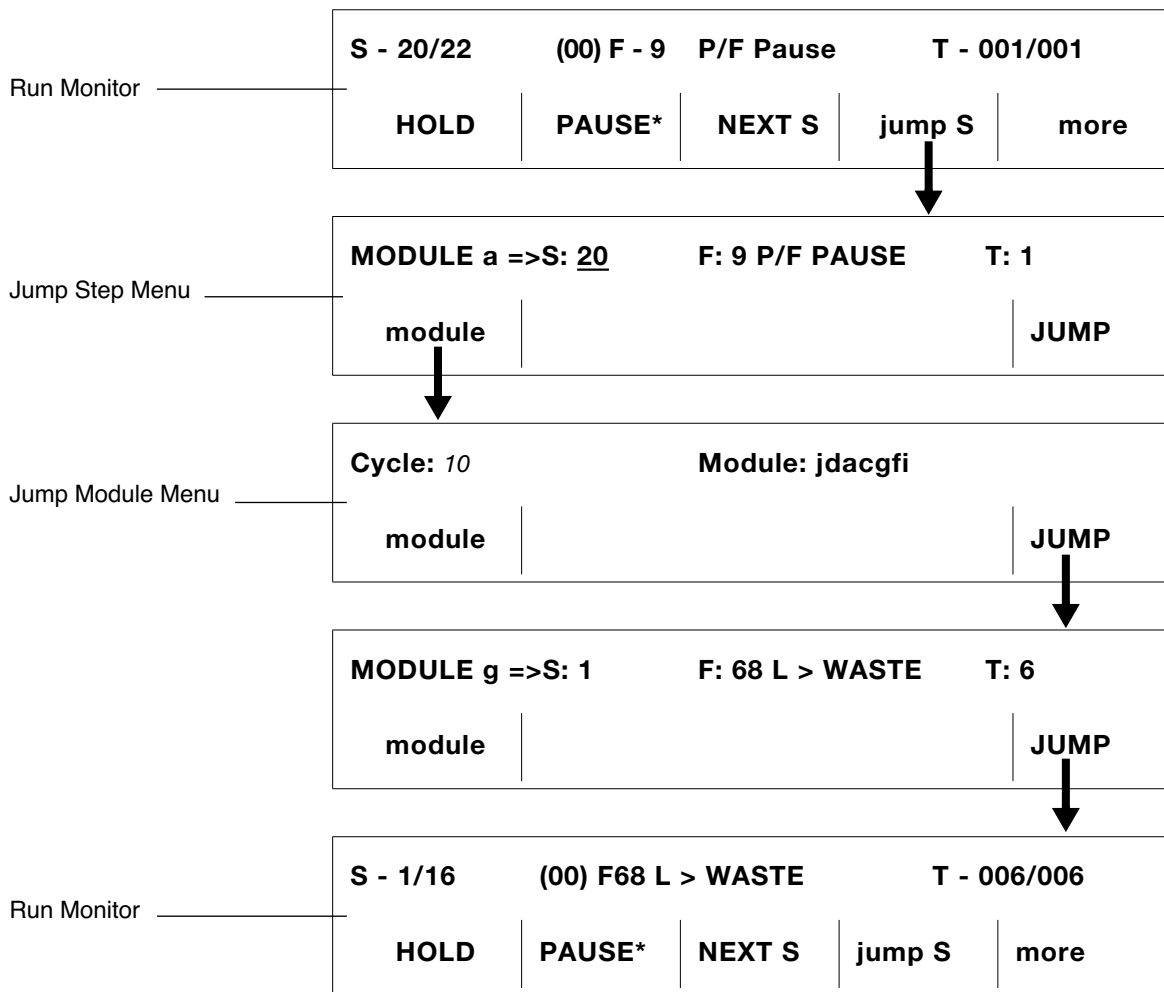 S - 20/22 (00) F - 9 P/F Pause T - 001/001
Run Monitor
HOLD PAUSE* NEXT S jump S more
MODULE a =>S: 20 F: 9 P/F PAUSE T: 1
Jump Step Menu
module JUMP
Cycle: 10 Module: jdacgfi
Jump Module Menu
module JUMP
MODULE g =>S: 1 F: 68 L > WASTE T: 6
module JUMP
S - 1/16 (00) F68 L > WASTE T - 006/006
Run Monitor
HOLD PAUSE* NEXT S jump S more